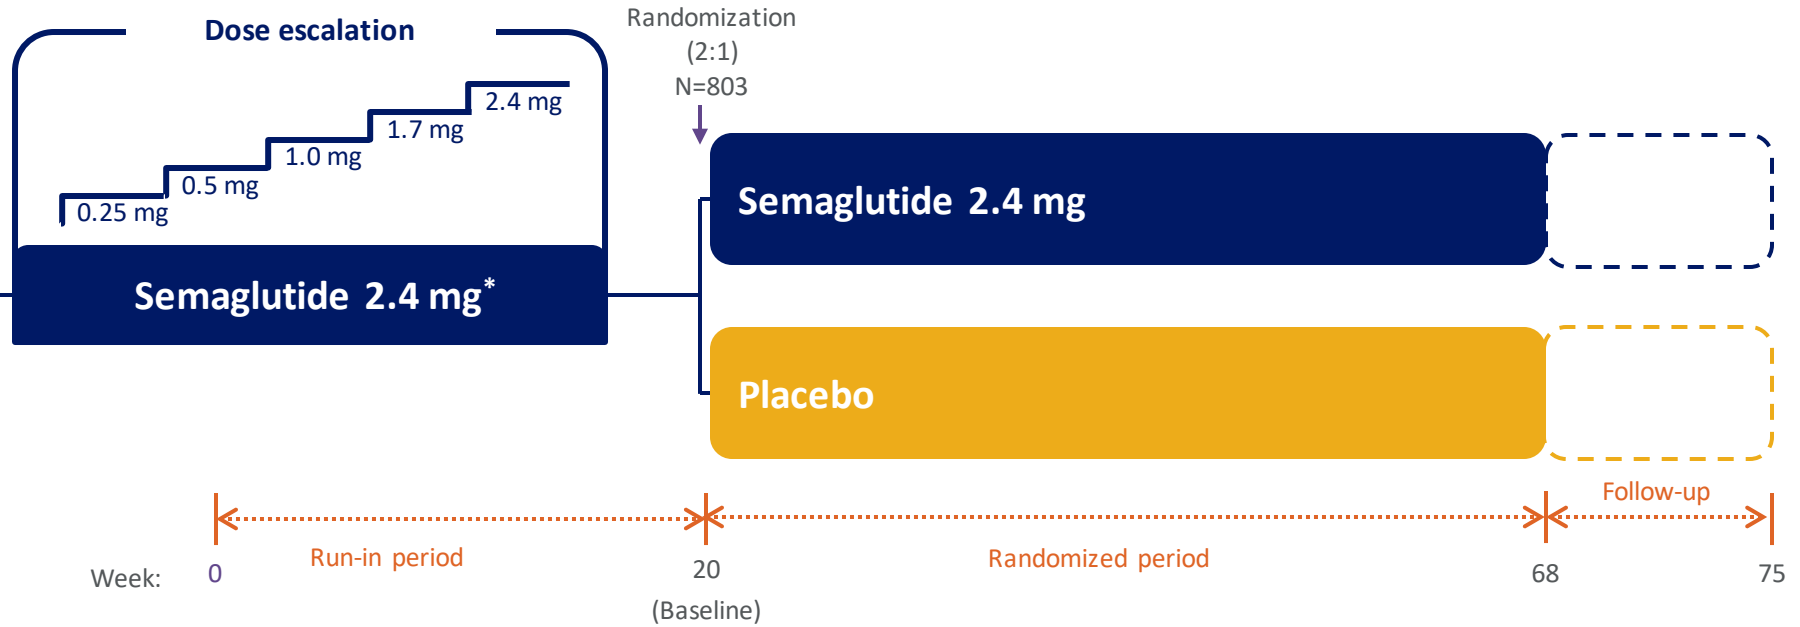 Dose escalation
0.25 mg
0.5 mg
1.0 mg
1.7 mg
2.4 mg
Semaglutide 2.4 mg*
Randomization
(2:1)
N=803
Semaglutide 2.4 mg
Placebo
Follow-up
Run-in period
Randomized period
Week:
0
20
68
75
(Baseline)